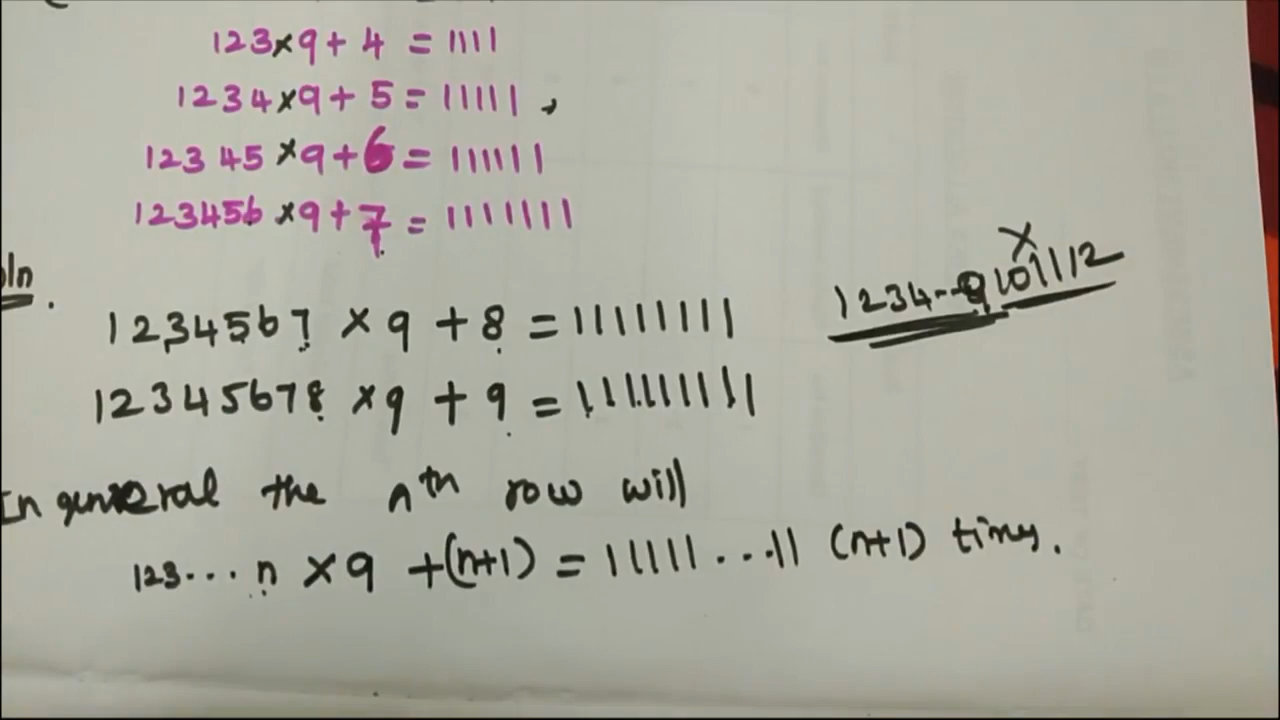 123×9+4 = 1111
1234×9+5=11111,
12345×9+6=111111
123456×9+7=1111111
oln.
1234567 × 9 + 8 = 11111111
1234---9101112
X
12345678 × 9 + 9 = 111111111
In general the nth row will
123... n × 9 +(n+1) = 11111...11 (n+1) times.